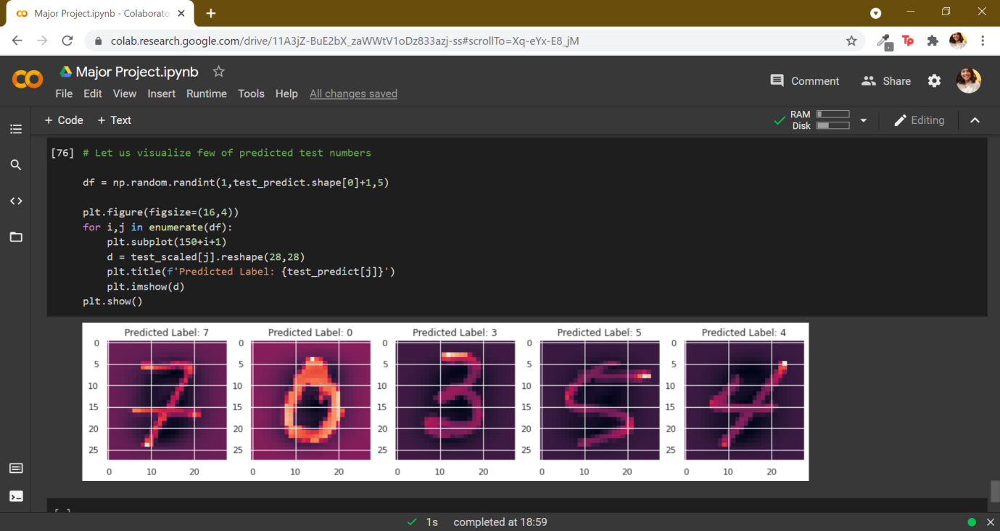 Major Project.ipynb - Colaborato
colab.research.google.com/drive/11A3jZ-BuE2bX_zaWWtV1oDz833azj-ss#scrollTo=Xq-eYx-E8_jM
Tp
Major Project.ipynb
File Edit View Insert Runtime Tools Help All changes saved
Comment Share
+ Code + Text
RAM
Disk
Editing
[76] # Let us visualize few of predicted test numbers
df = np.random.randint(1,test_predict.shape[0]+1,5)
plt.figure(figsize=(16,4))
for i,j in enumerate(df):
    plt.subplot(150+i+1)
    d = test_scaled[j].reshape(28,28)
    plt.title(f'Predicted Label: {test_predict[j]}')
    plt.imshow(d)
plt.show()
Predicted Label: 7 Predicted Label: 0 Predicted Label: 3 Predicted Label: 5 Predicted Label: 4
0 0 0 0 0
5 5 5 5 5
10 10 10 10 10
15 15 15 15 15
20 20 20 20 20
25 25 25 25 25
0 10 20 0 10 20 0 10 20 0 10 20 0 10 20
7 0 3 5 4
[ ]
1s completed at 18:59